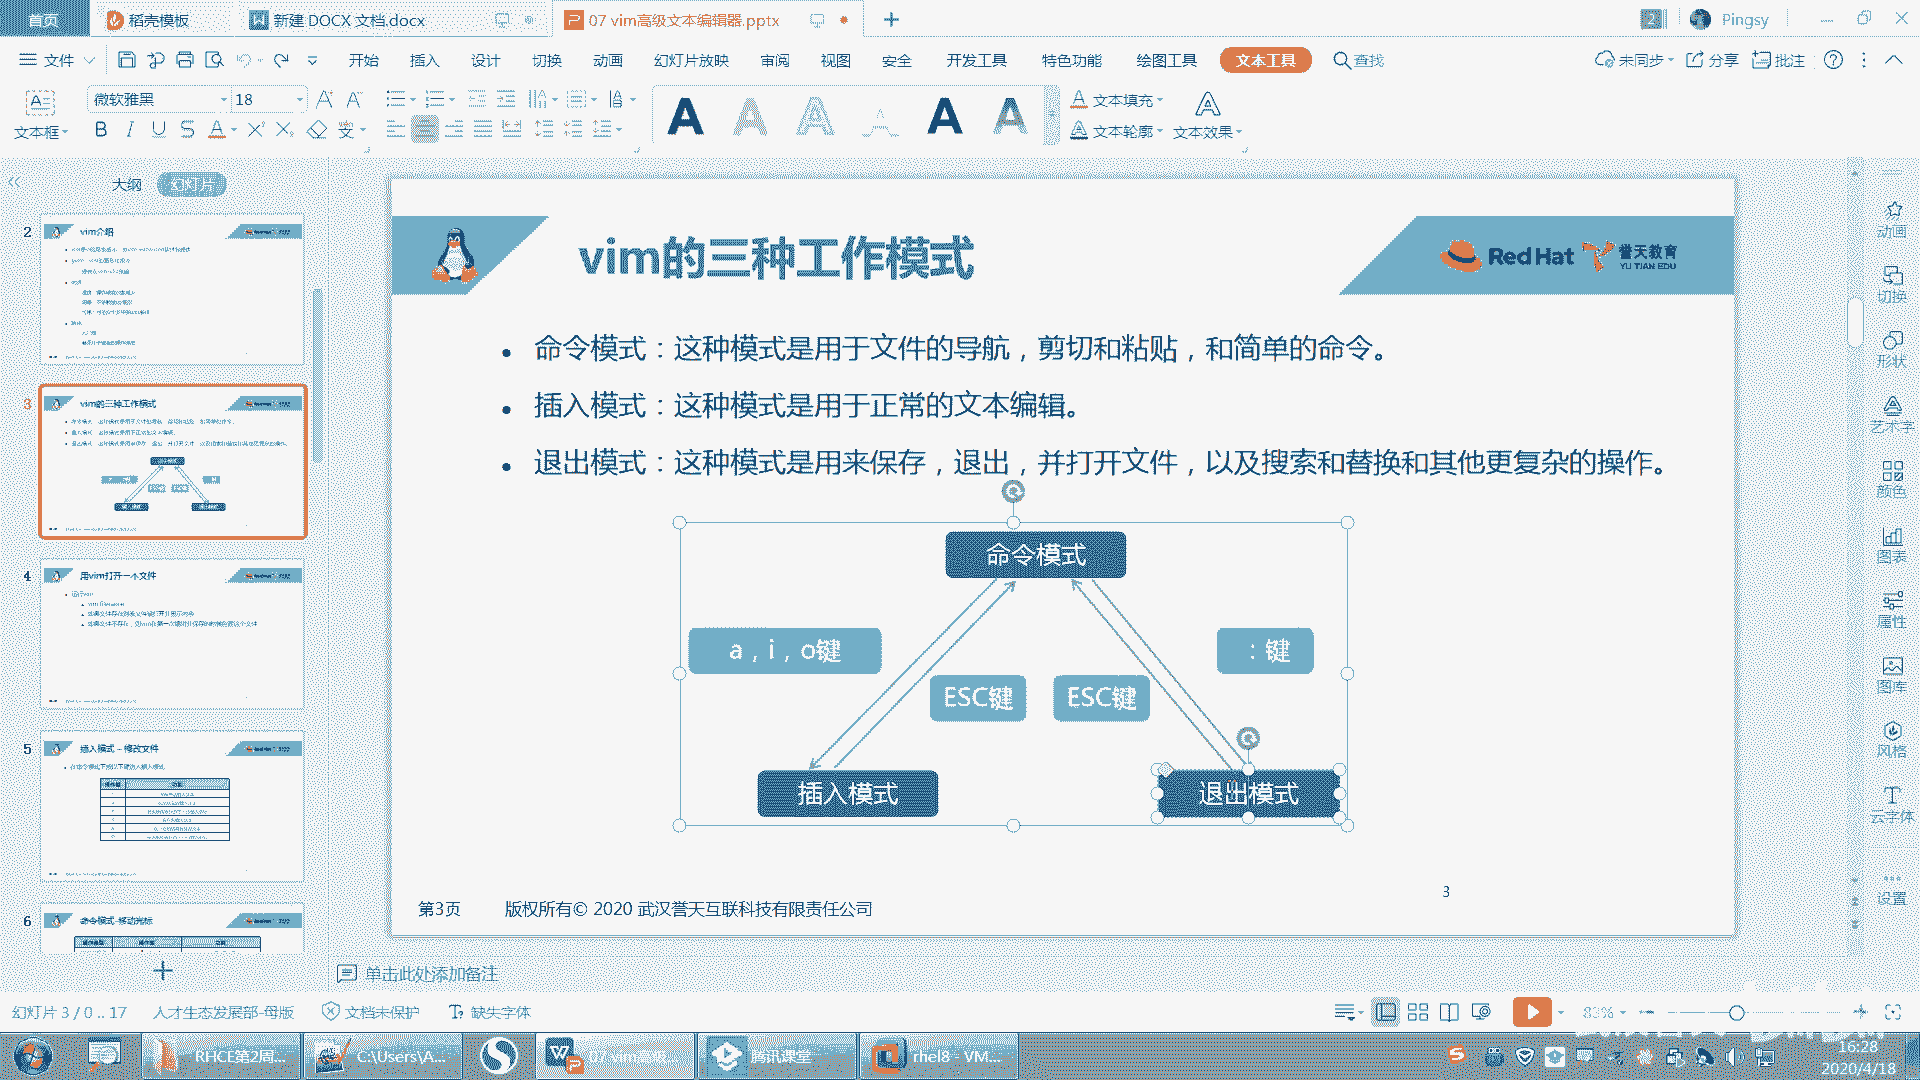 首页
稻壳模板
新建 DOCX 文档.docx
07 vim高级文本编辑器.pptx
2
Pingsy
文件
开始
插入
设计
切换
动画
幻灯片放映
审阅
视图
安全
开发工具
特色功能
绘图工具
文本工具
查找
未同步
分享
批注
文本框
微软雅黑
18
文本填充
文本轮廓
文本效果
大纲
幻灯片
2
vim介绍
3
vim的三种工作模式
4
用vim打开一个文件
5
插入模式 - 修改文件
6
命令模式-移动光标
vim的三种工作模式
Red Hat
誉天教育
YU TIAN EDU
命令模式：这种模式是用于文件的导航，剪切和粘贴，和简单的命令。
插入模式：这种模式是用于正常的文本编辑。
退出模式：这种模式是用来保存，退出，并打开文件，以及搜索和替换和其他更复杂的操作。
命令模式
a，i，o键
：键
ESC键
ESC键
插入模式
退出模式
3
第3页
版权所有© 2020 武汉誉天互联科技有限责任公司
单击此处添加备注
动画
切换
形状
艺术字
颜色
图表
属性
图库
风格
云字体
设置
幻灯片 3 / 0 .. 17
人才生态发展部-母版
文档未保护
缺失字体
83%
RHCE第2周...
C:\Users\A...
07 vim高级...
腾讯课堂
rhel8 - VM...
16:28
2020/4/18